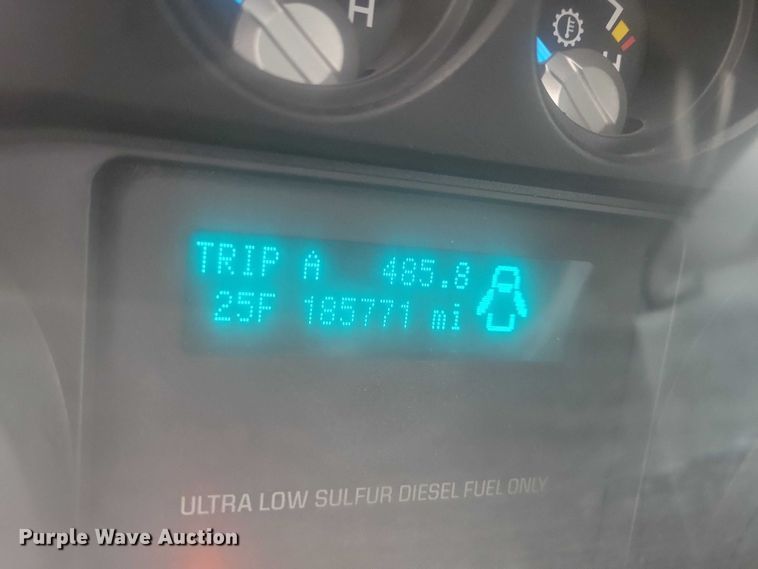 H
H
TRIP A 485.8
25F 185771 mi
ULTRA LOW SULFUR DIESEL FUEL ONLY
Purple Wave Auction